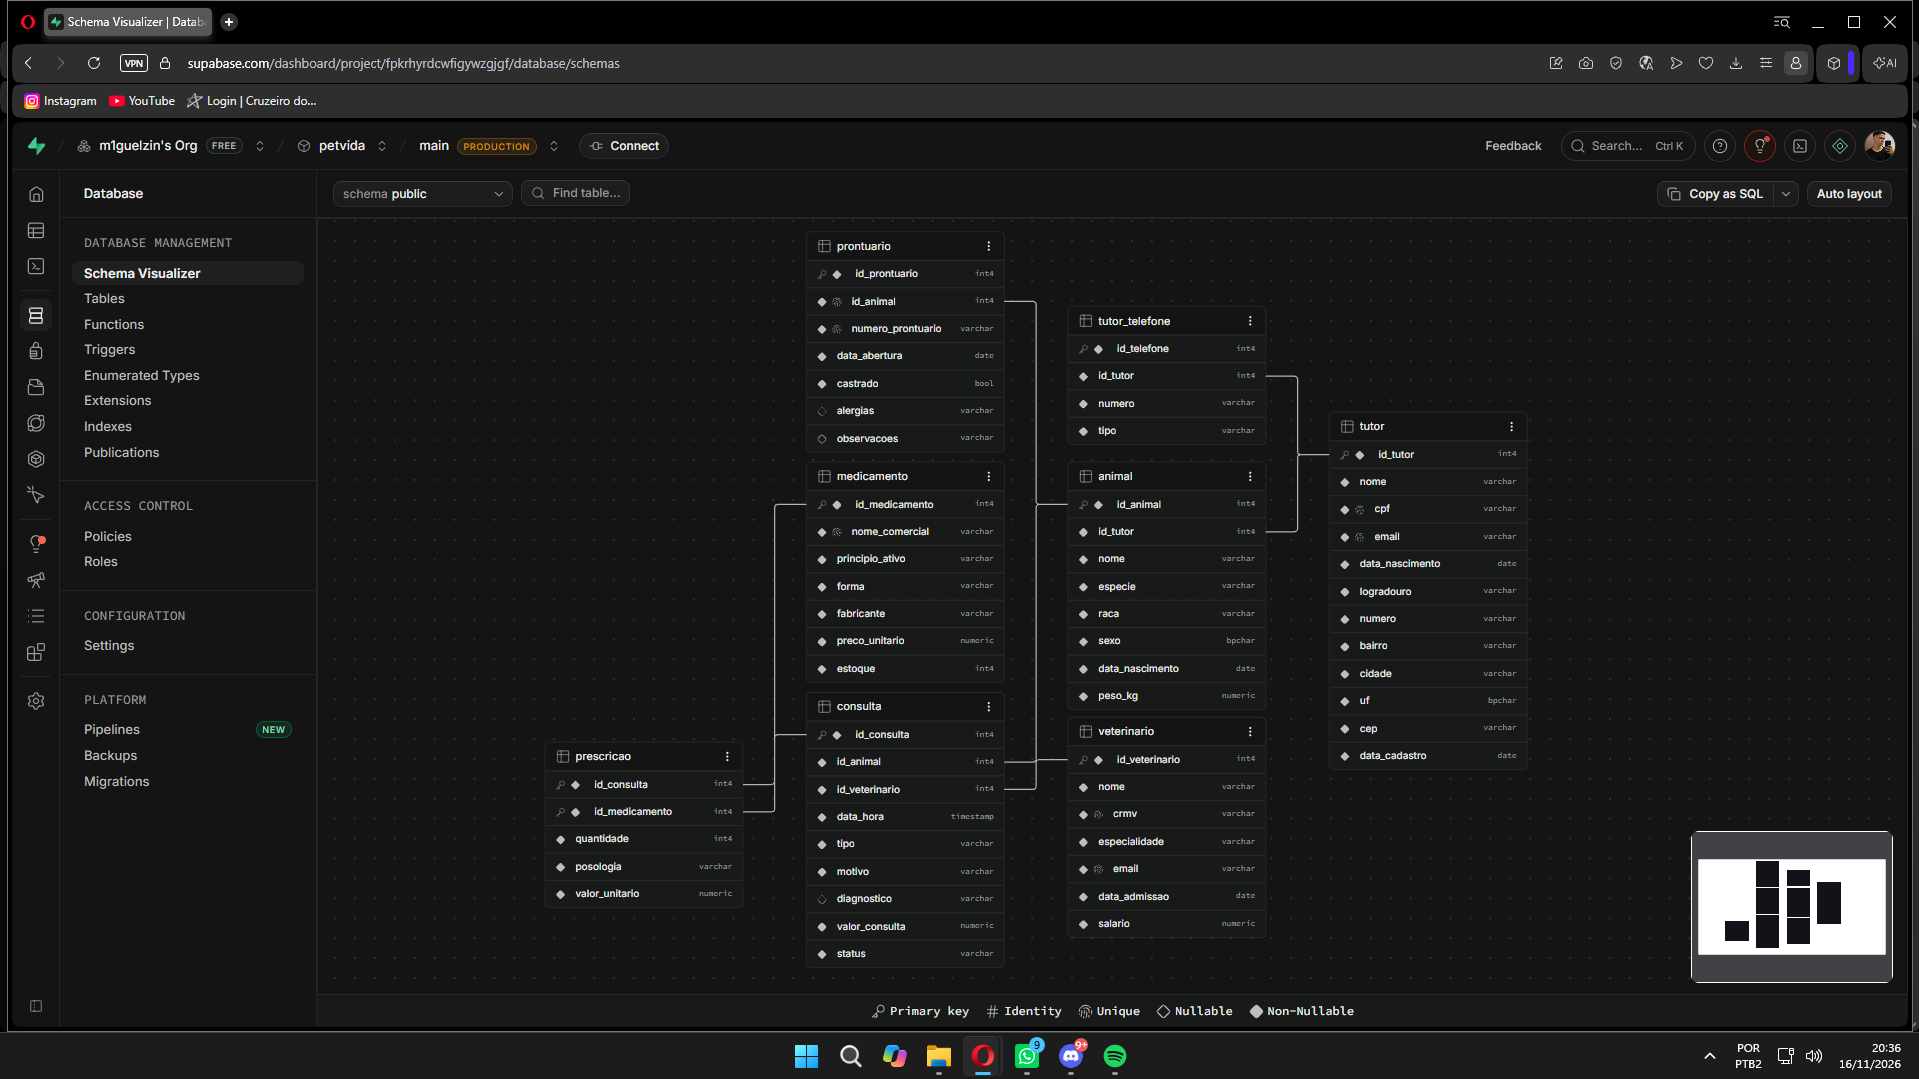 Schema Visualizer | Datab
VPN
supabase.com/dashboard/project/fpkrhyrdcwfigywzgjgf/database/schemas
AI
Instagram
YouTube
Login | Cruzeiro do...
m1guelzin's Org FREE
petvida
main PRODUCTION
Connect
Feedback
Search... Ctrl K
Database
schema public
Find table...
Copy as SQL
Auto layout
DATABASE MANAGEMENT
Schema Visualizer
Tables
Functions
Triggers
Enumerated Types
Extensions
Indexes
Publications
ACCESS CONTROL
Policies
Roles
CONFIGURATION
Settings
PLATFORM
Pipelines NEW
Backups
Migrations
prescricao
id_consulta int4
id_medicamento int4
quantidade int4
posologia varchar
valor_unitario numeric
prontuario
id_prontuario int4
id_animal int4
numero_prontuario varchar
data_abertura date
castrado bool
alergias varchar
observacoes varchar
medicamento
id_medicamento int4
nome_comercial varchar
principio_ativo varchar
forma varchar
fabricante varchar
preco_unitario numeric
estoque int4
consulta
id_consulta int4
id_animal int4
id_veterinario int4
data_hora timestamp
tipo varchar
motivo varchar
diagnostico varchar
valor_consulta numeric
status varchar
tutor_telefone
id_telefone int4
id_tutor int4
numero varchar
tipo varchar
animal
id_animal int4
id_tutor int4
nome varchar
especie varchar
raca varchar
sexo bpchar
data_nascimento date
peso_kg numeric
veterinario
id_veterinario int4
nome varchar
crmv varchar
especialidade varchar
email varchar
data_admissao date
salario numeric
tutor
id_tutor int4
nome varchar
cpf varchar
email varchar
data_nascimento date
logradouro varchar
numero varchar
bairro varchar
cidade varchar
uf bpchar
cep varchar
data_cadastro date
Primary key
Identity
Unique
Nullable
Non-Nullable
9
9+
POR
PTB2
20:36
16/11/2026